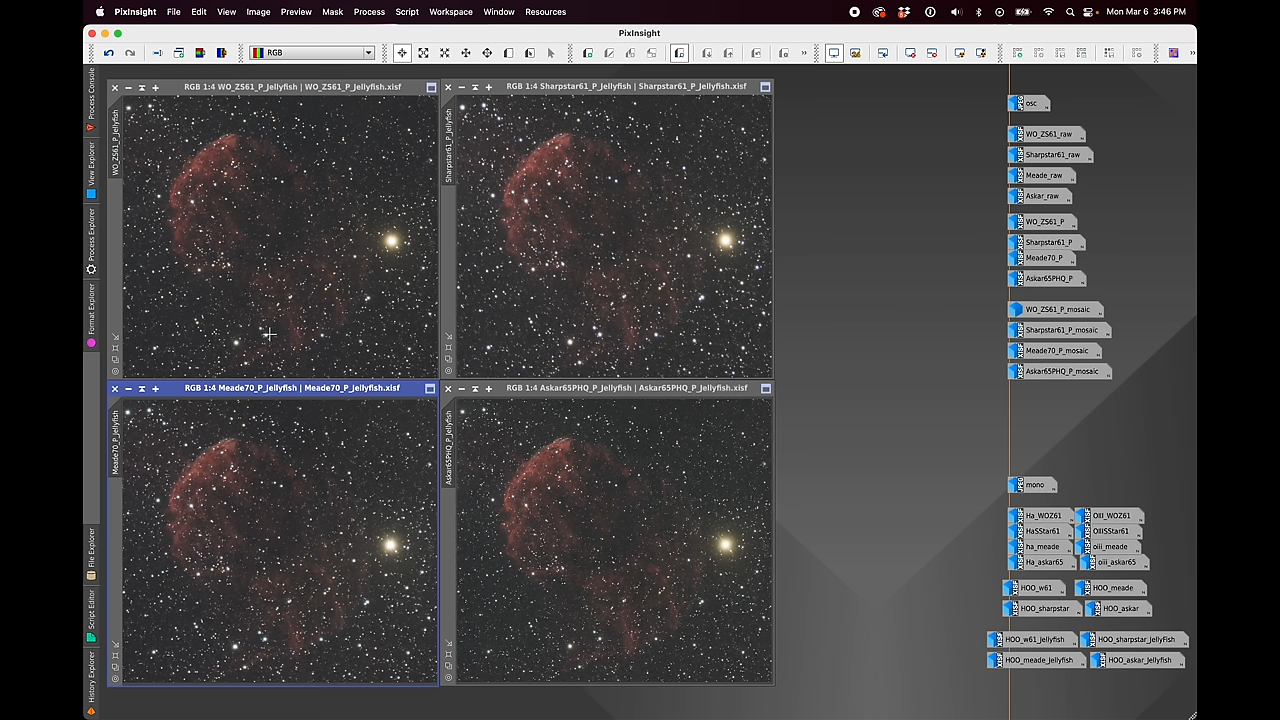 PixInsight File Edit View Image Preview Mask Process Script Workspace Window Resources Mon Mar 6 3:46 PM
PixInsight
RGB
Process Console
View Explorer
Process Explorer
Format Explorer
File Explorer
Script Editor
History Explorer
RGB 1:4 WO_ZS61_P_Jellyfish | WO_ZS61_P_Jellyfish.xisf
WO_ZS61_P_Jellyfish
RGB 1:4 Sharpstar61_P_Jellyfish | Sharpstar61_P_Jellyfish.xisf
Sharpstar61_P_Jellyfish
RGB 1:4 Meade70_P_Jellyfish | Meade70_P_Jellyfish.xisf
Meade70_P_Jellyfish
RGB 1:4 Askar65PHQ_P_Jellyfish | Askar65PHQ_P_Jellyfish.xisf
Askar65PHQ_P_Jellyfish
osc
WO_ZS61_raw
Sharpstar61_raw
Meade_raw
Askar_raw
WO_ZS61_P
Sharpstar61_P
Meade70_P
Askar65PHQ_P
WO_ZS61_P_mosaic
Sharpstar61_P_mosaic
Meade70_P_mosaic
Askar65PHQ_P_mosaic
mono
Ha_WOZ61 OIII_WOZ61
HaSStar61 OIIISStar61
ha_meade oiii_meade
Ha_askar65 oiii_askar65
HOO_w61 HOO_meade
HOO_sharpstar HOO_askar
HOO_w61_Jellyfish HOO_sharpstar_JellyFish
HOO_meade_Jellyfish HOO_askar_Jellyfish